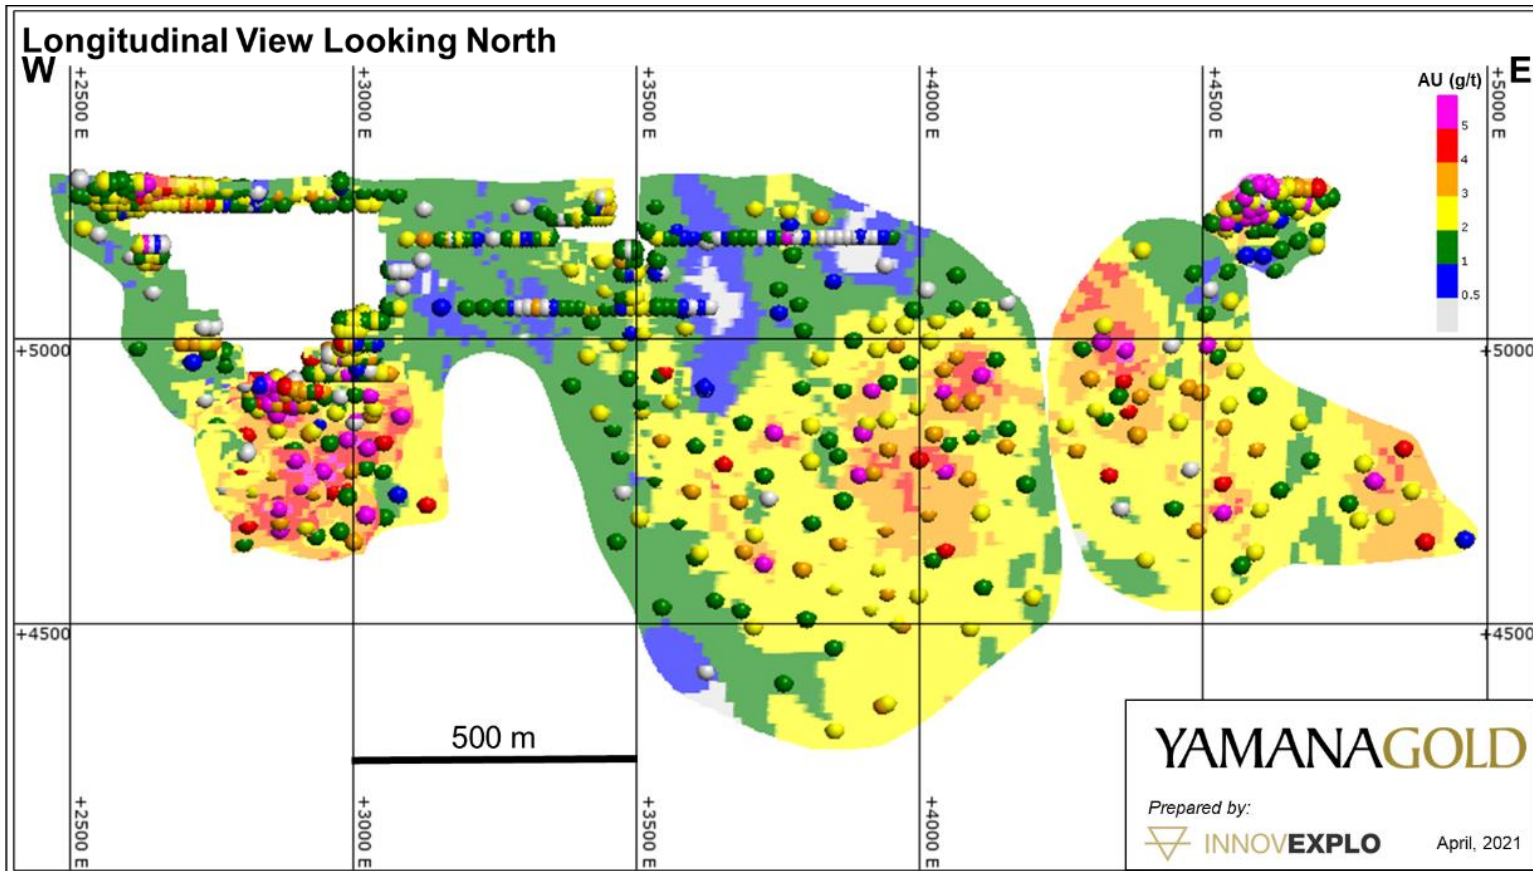 Longitudinal View Looking North
W
E
+2500 E
+3000 E
+3500 E
+4000 E
+4500 E
+5000 E
AU (g/t)
5
4
3
2
1
0.5
+5000
+5000
+4500
+4500
500 m
+2500 E
+3000 E
+3500 E
+4000 E
YAMANAGOLD
Prepared by:
INNOVEXPLO
April, 2021